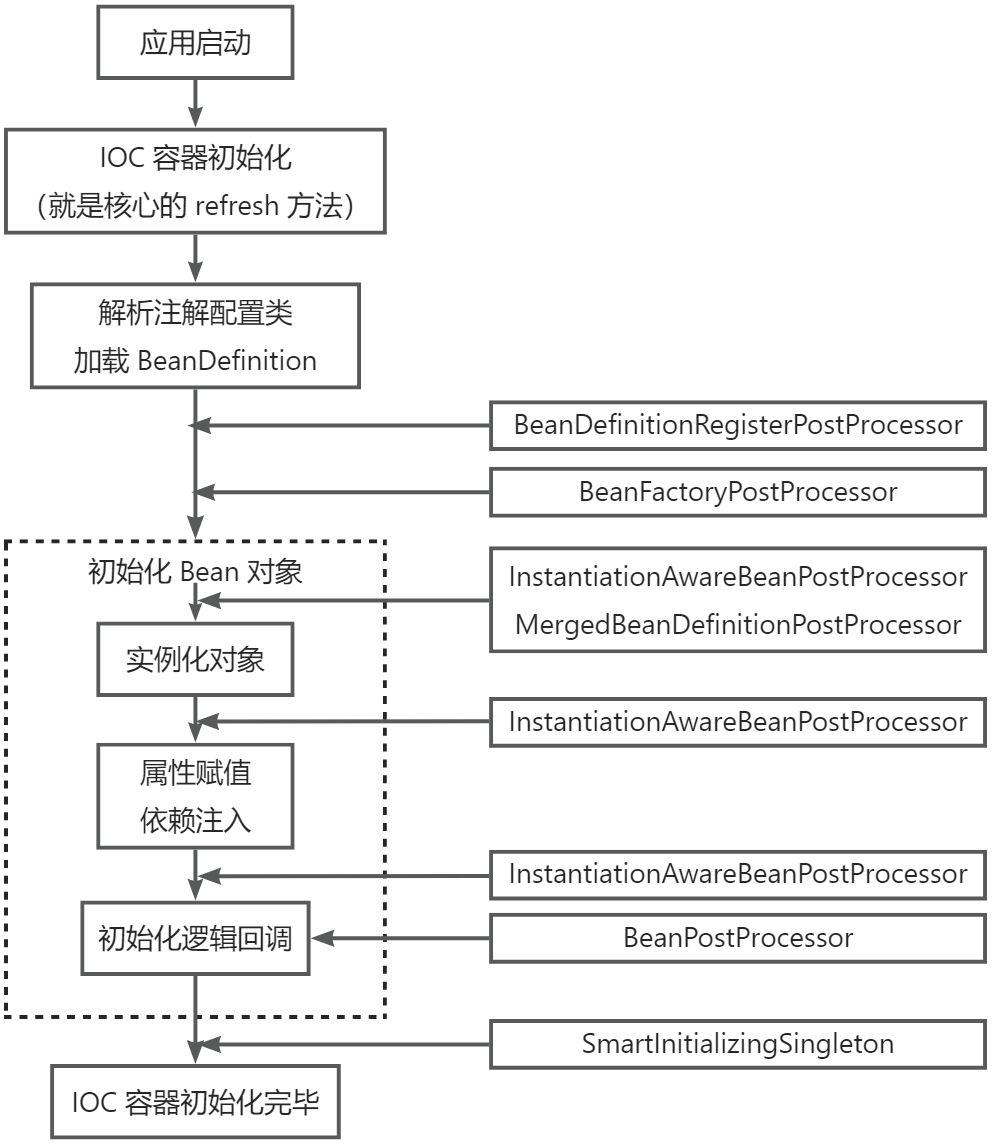 应用启动
IOC 容器初始化
（就是核心的 refresh 方法）
解析注解配置类
加载 BeanDefinition
BeanDefinitionRegisterPostProcessor
BeanFactoryPostProcessor
初始化 Bean 对象
InstantiationAwareBeanPostProcessor
MergedBeanDefinitionPostProcessor
实例化对象
InstantiationAwareBeanPostProcessor
属性赋值
依赖注入
InstantiationAwareBeanPostProcessor
初始化逻辑回调
BeanPostProcessor
SmartInitializingSingleton
IOC 容器初始化完毕